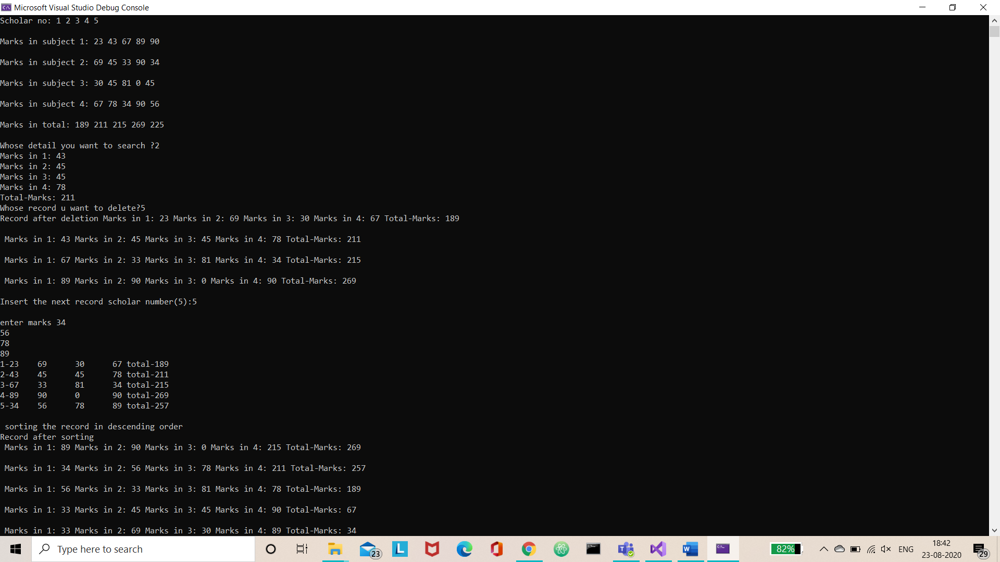 Microsoft Visual Studio Debug Console
Scholar no: 1 2 3 4 5
Marks in subject 1: 23 43 67 89 90
Marks in subject 2: 69 45 33 90 34
Marks in subject 3: 30 45 81 0 45
Marks in subject 4: 67 78 34 90 56
Marks in total: 189 211 215 269 225
Whose detail you want to search ?2
Marks in 1: 43
Marks in 2: 45
Marks in 3: 45
Marks in 4: 78
Total-Marks: 211
Whose record u want to delete?5
Record after deletion Marks in 1: 23 Marks in 2: 69 Marks in 3: 30 Marks in 4: 67 Total-Marks: 189
Marks in 1: 43 Marks in 2: 45 Marks in 3: 45 Marks in 4: 78 Total-Marks: 211
Marks in 1: 67 Marks in 2: 33 Marks in 3: 81 Marks in 4: 34 Total-Marks: 215
Marks in 1: 89 Marks in 2: 90 Marks in 3: 0 Marks in 4: 90 Total-Marks: 269
Insert the next record scholar number(5):5
enter marks 34
56
78
89
1-23 69 30 67 total-189
2-43 45 45 78 total-211
3-67 33 81 34 total-215
4-89 90 0 90 total-269
5-34 56 78 89 total-257
sorting the record in descending order
Record after sorting
Marks in 1: 89 Marks in 2: 90 Marks in 3: 0 Marks in 4: 215 Total-Marks: 269
Marks in 1: 34 Marks in 2: 56 Marks in 3: 78 Marks in 4: 211 Total-Marks: 257
Marks in 1: 56 Marks in 2: 33 Marks in 3: 81 Marks in 4: 78 Total-Marks: 189
Marks in 1: 33 Marks in 2: 45 Marks in 3: 45 Marks in 4: 90 Total-Marks: 67
Marks in 1: 33 Marks in 2: 69 Marks in 3: 30 Marks in 4: 89 Total-Marks: 34
Type here to search
23
L
W
82%
ENG
18:42
23-08-2020
29